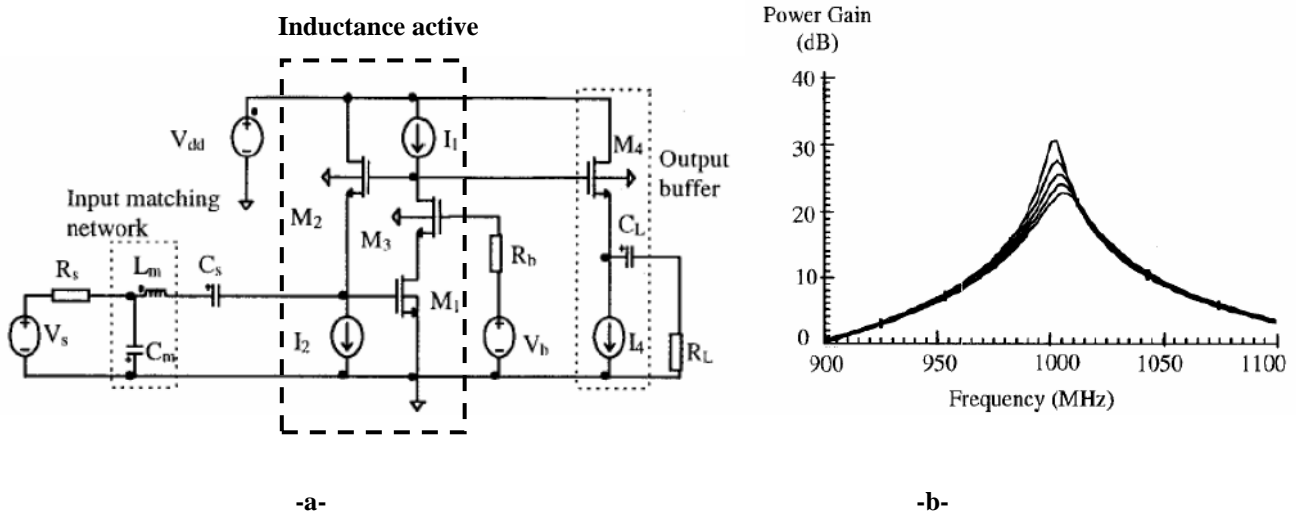 Inductance active
V_dd
I_1
M_4
Output
buffer
M_2
Input matching
network
M_3
C_L
R_b
R_s
L_m
C_s
M_1
V_s
C_m
I_2
V_b
I_4
R_L
-a-
Power Gain
(dB)
40
30
20
10
0
900
950
1000
1050
1100
Frequency (MHz)
-b-